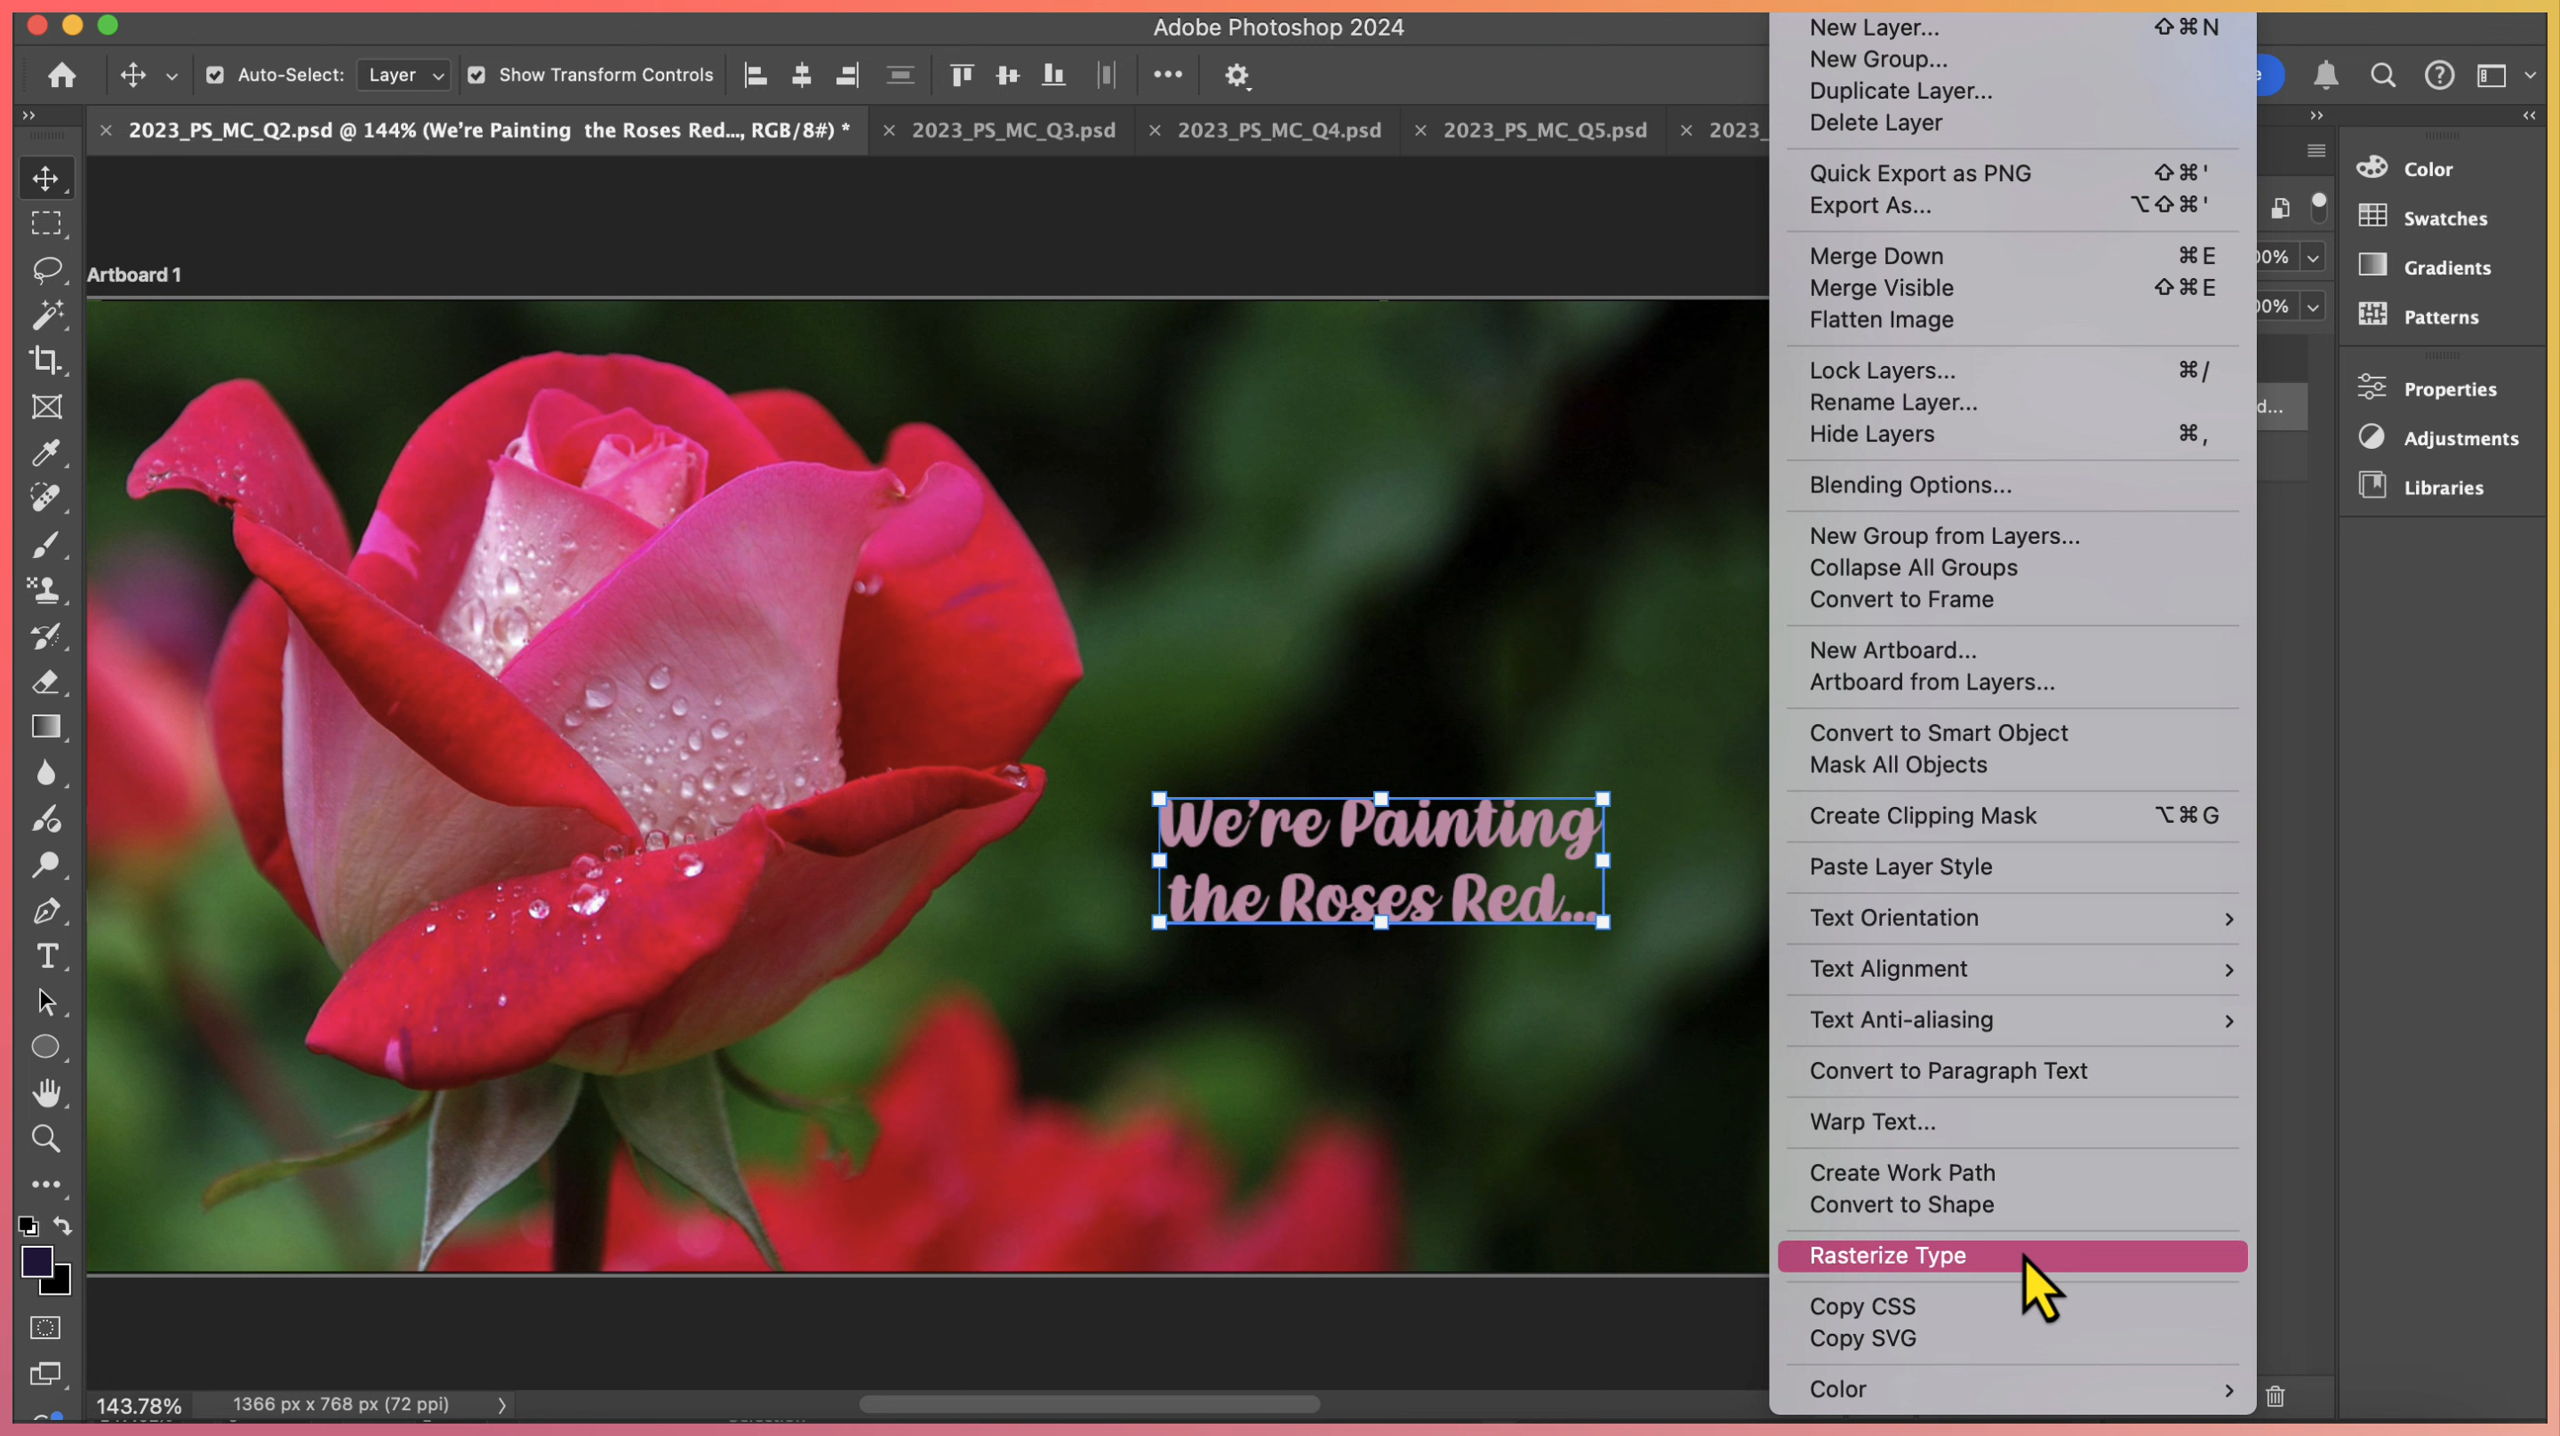 Adobe Photoshop 2024
Auto-Select: Layer Show Transform Controls
2023_PS_MC_Q2.psd @ 144% (We’re Painting  the Roses Red..., RGB/8#) *
2023_PS_MC_Q3.psd
2023_PS_MC_Q4.psd
2023_PS_MC_Q5.psd
2023_
Artboard 1
We’re Painting
the Roses Red...
New Layer... ⇧⌘N
New Group...
Duplicate Layer...
Delete Layer
Quick Export as PNG ⇧⌘'
Export As... ⌥⇧⌘'
Merge Down ⌘E
Merge Visible ⇧⌘E
Flatten Image
Lock Layers... ⌘/
Rename Layer...
Hide Layers ⌘,
Blending Options...
New Group from Layers...
Collapse All Groups
Convert to Frame
New Artboard...
Artboard from Layers...
Convert to Smart Object
Mask All Objects
Create Clipping Mask ⌥⌘G
Paste Layer Style
Text Orientation
Text Alignment
Text Anti-aliasing
Convert to Paragraph Text
Warp Text...
Create Work Path
Convert to Shape
Rasterize Type
Copy CSS
Copy SVG
Color
00%
00%
d...
Color
Swatches
Gradients
Patterns
Properties
Adjustments
Libraries
143.78% 1366 px x 768 px (72 ppi)